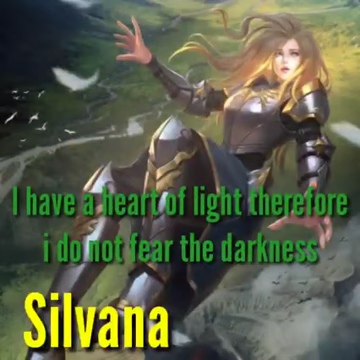 I have a heart of light therefore
i do not fear the darkness
Silvana